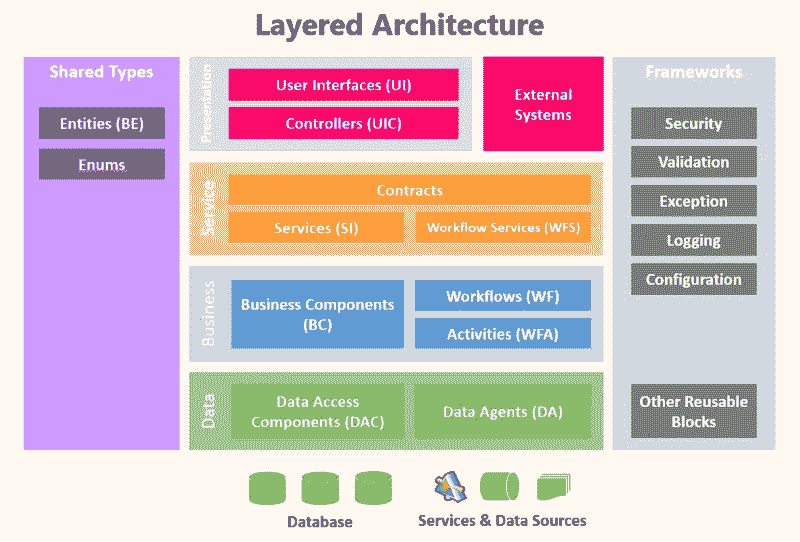 Layered Architecture
Shared Types
Entities (BE)
Enums
Presentation
User Interfaces (UI)
Controllers (UIC)
External
Systems
Service
Contracts
Services (SI)
Workflow Services (WFS)
Business
Business Components
(BC)
Workflows (WF)
Activities (WFA)
Data
Data Access
Components (DAC)
Data Agents (DA)
Frameworks
Security
Validation
Exception
Logging
Configuration
Other Reusable
Blocks
Database
Services & Data Sources